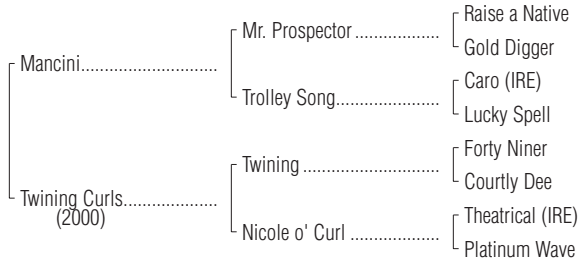 Raise a Native
Mr. Prospector ..................
Gold Digger
Mancini.............................
Caro (IRE)
Trolley Song......................
Lucky Spell
Forty Niner
Twining .............................
Courtly Dee
Twining Curls....................
(2000)
Theatrical (IRE)
Nicole o' Curl ...................
Platinum Wave